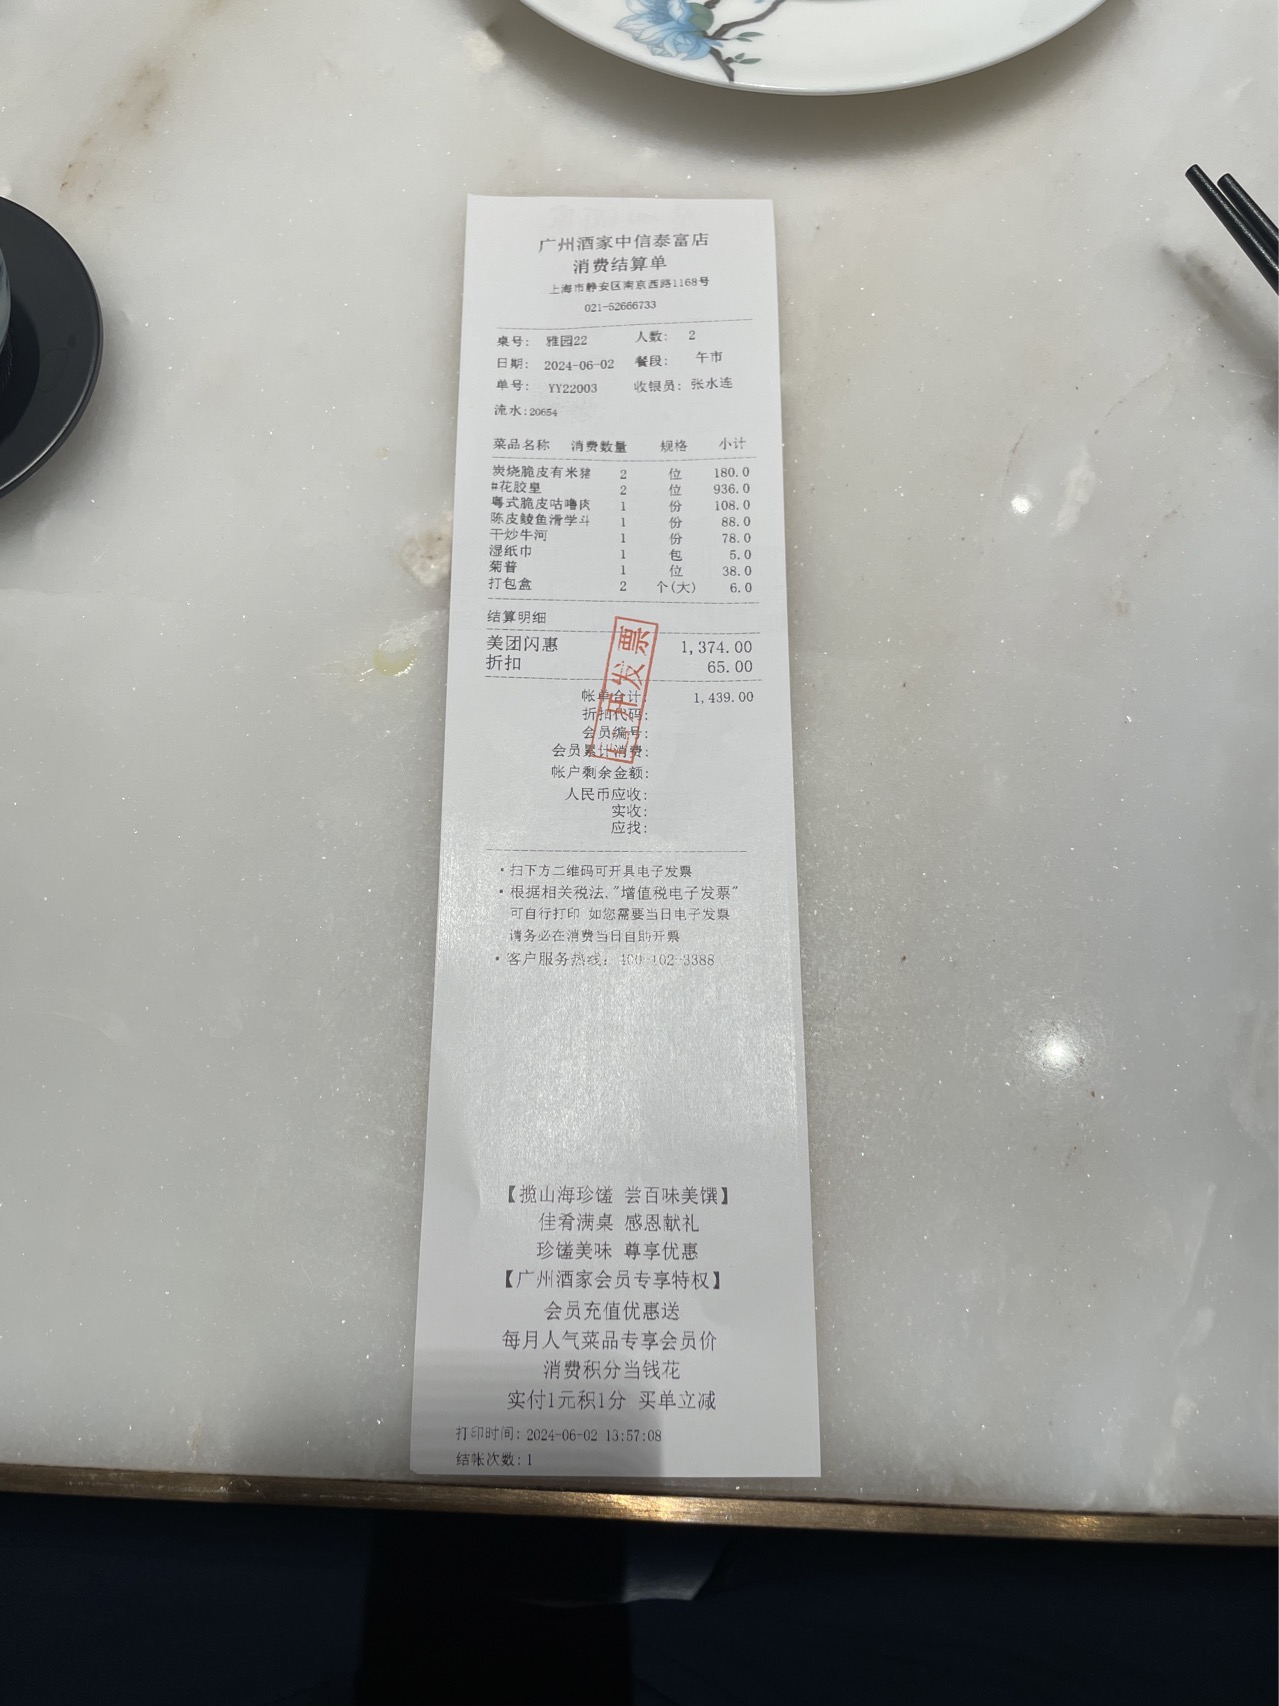 广州酒家中信泰富店
消费结算单
上海市静安区南京西路1168号
021-52666733
桌号: 雅园22 人数: 2
日期: 2024-06-02 餐段: 午市
单号: YY22003 收银员: 张水连
流水:20654
菜品名称 消费数量 规格 小计
炭烧脆皮有米猪 2 位 180.0
#花胶皇 2 位 936.0
粤式脆皮咕噜肉 1 份 108.0
陈皮鲮鱼滑学斗 1 份 88.0
干炒牛河 1 份 78.0
湿纸巾 1 包 5.0
菊普 1 位 38.0
打包盒 2 个(大) 6.0
结算明细
美团闪惠 1,374.00
折扣 65.00
已开发票
帐单合计: 1,439.00
折扣代码:
会员编号:
会员累计消费:
帐户剩余金额:
人民币应收:
实收:
应找:
·扫下方二维码可开具电子发票
·根据相关税法,"增值税电子发票"
可自行打印 如您需要当日电子发票
请务必在消费当日自助开票
·客户服务热线: 400-102-3388
【揽山海珍馐 尝百味美馔】
佳肴满桌 感恩献礼
珍馐美味 尊享优惠
【广州酒家会员专享特权】
会员充值优惠送
每月人气菜品专享会员价
消费积分当钱花
实付1元积1分 买单立减
打印时间: 2024-06-02 13:57:08
结帐次数: 1